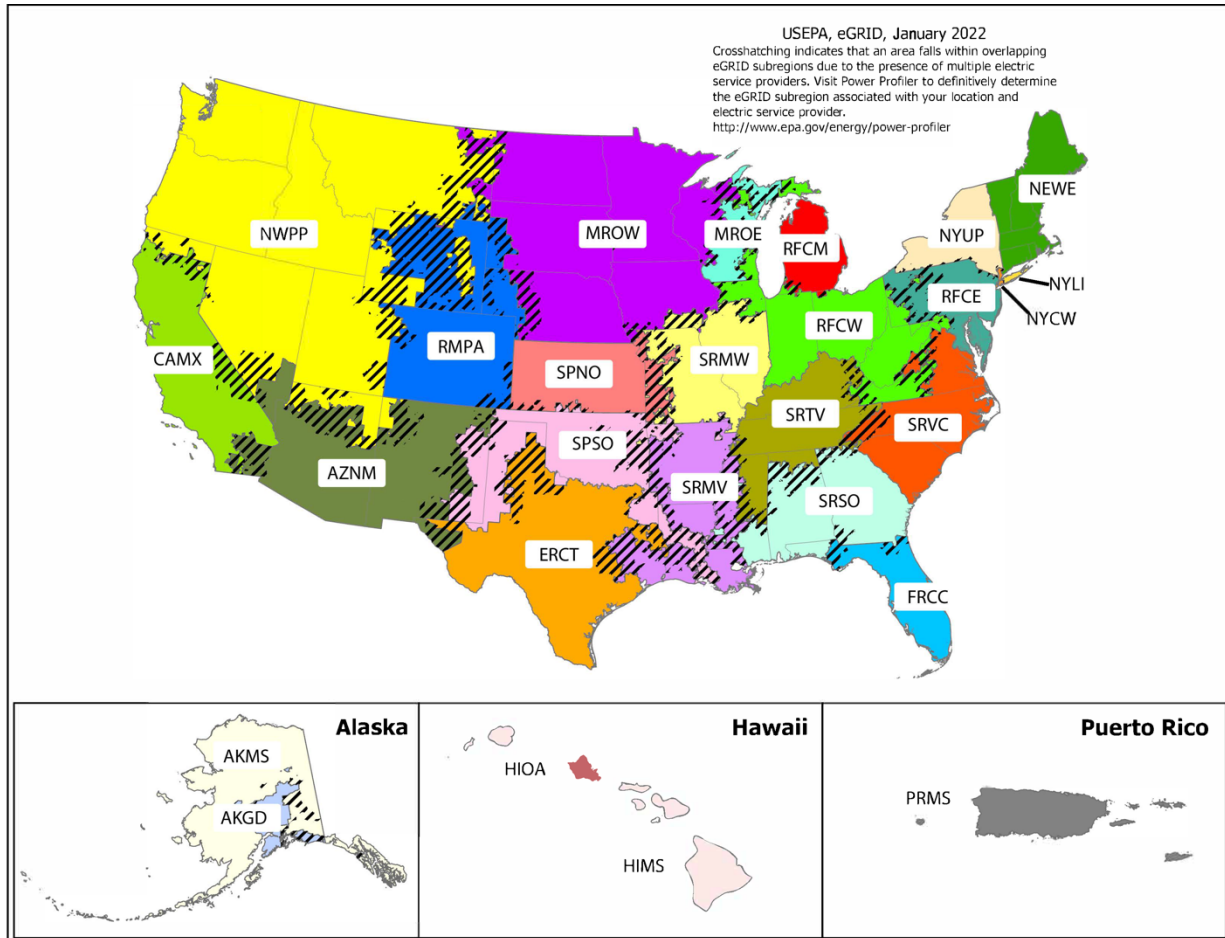 USEPA, eGRID, January 2022
Crosshatching indicates that an area falls within overlapping
eGRID subregions due to the presence of multiple electric
service providers. Visit Power Profiler to definitively determine
the eGRID subregion associated with your location and
electric service provider.
http://www.epa.gov/energy/power-profiler
NEWE
NWPP
MROW
MROE
RFCM
NYUP
NYLI
RFCE
NYCW
CAMX
RMPA
RFCW
SRMW
SPNO
SRTV
SRVC
SPSO
AZNM
SRMV
SRSO
ERCT
FRCC
Alaska
AKMS
AKGD
Hawaii
HIOA
HIMS
Puerto Rico
PRMS